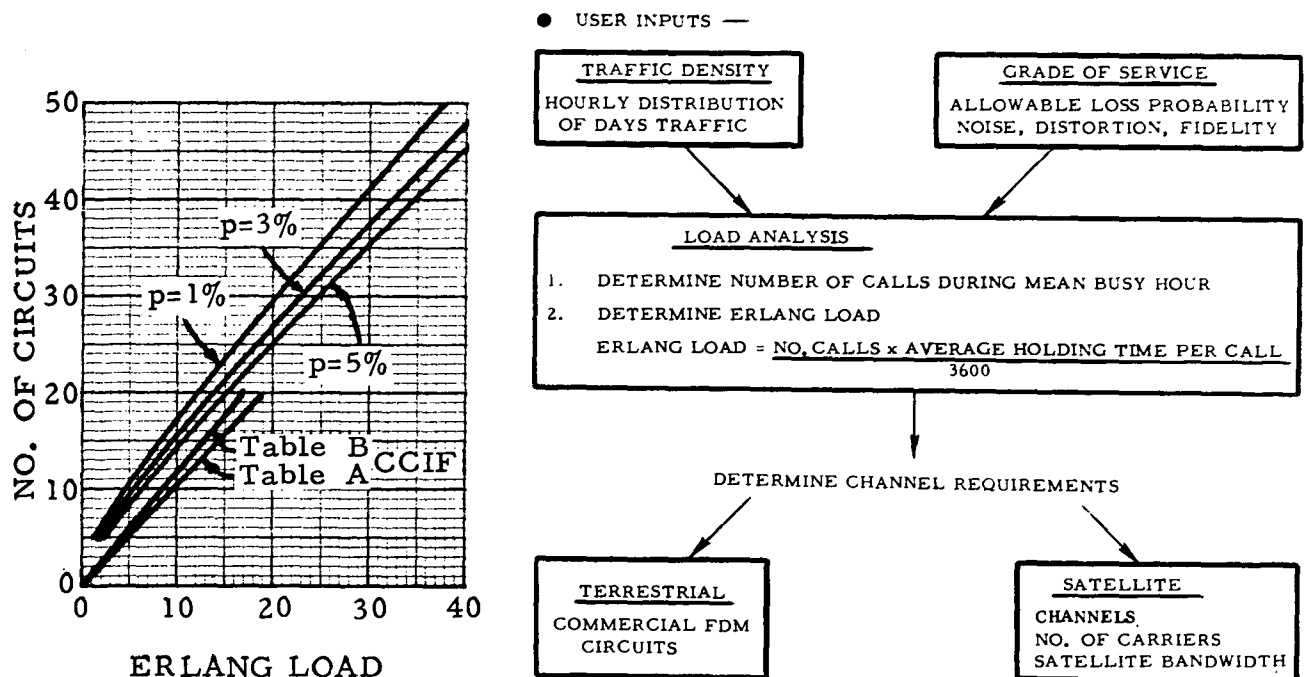 50
40
30
20
10
0
0 10 20 30 40
NO. OF CIRCUITS
ERLANG LOAD
p=3%
p=1%
p=5%
Table B
Table A
CCIF
● USER INPUTS —
TRAFFIC DENSITY
HOURLY DISTRIBUTION
OF DAYS TRAFFIC
GRADE OF SERVICE
ALLOWABLE LOSS PROBABILITY
NOISE, DISTORTION, FIDELITY
LOAD ANALYSIS
1. DETERMINE NUMBER OF CALLS DURING MEAN BUSY HOUR
2. DETERMINE ERLANG LOAD
ERLANG LOAD = NO. CALLS x AVERAGE HOLDING TIME PER CALL
3600
DETERMINE CHANNEL REQUIREMENTS
TERRESTRIAL
COMMERCIAL FDM
CIRCUITS
SATELLITE
CHANNELS
NO. OF CARRIERS
SATELLITE BANDWIDTH